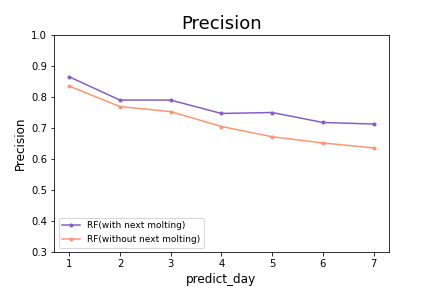 Precision
1.0
0.9
0.8
0.7
0.6
0.5
0.4
0.3
Precision
RF(with next molting)
RF(without next molting)
1 2 3 4 5 6 7
predict_day